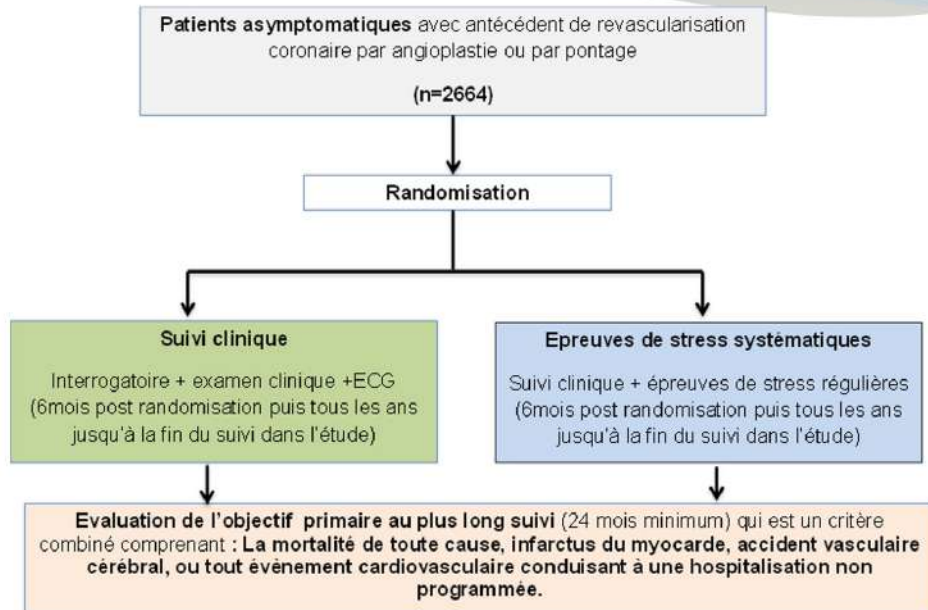 Patients asymptomatiques avec antécédent de revascularisation
coronaire par angioplastie ou par pontage
(n=2664)
Randomisation
Suivi clinique
Interrogatoire + examen clinique +ECG
(6mois post randomisation puis tous les ans
jusqu'à la fin du suivi dans l'étude)
Epreuves de stress systématiques
Suivi clinique + épreuves de stress régulières
(6mois post randomisation puis tous les ans
jusqu'à la fin du suivi dans l'étude)
Evaluation de l'objectif primaire au plus long suivi (24 mois minimum) qui est un critère
combiné comprenant : La mortalité de toute cause, infarctus du myocarde, accident vasculaire
cérébral, ou tout évènement cardiovasculaire conduisant à une hospitalisation non
programmée.